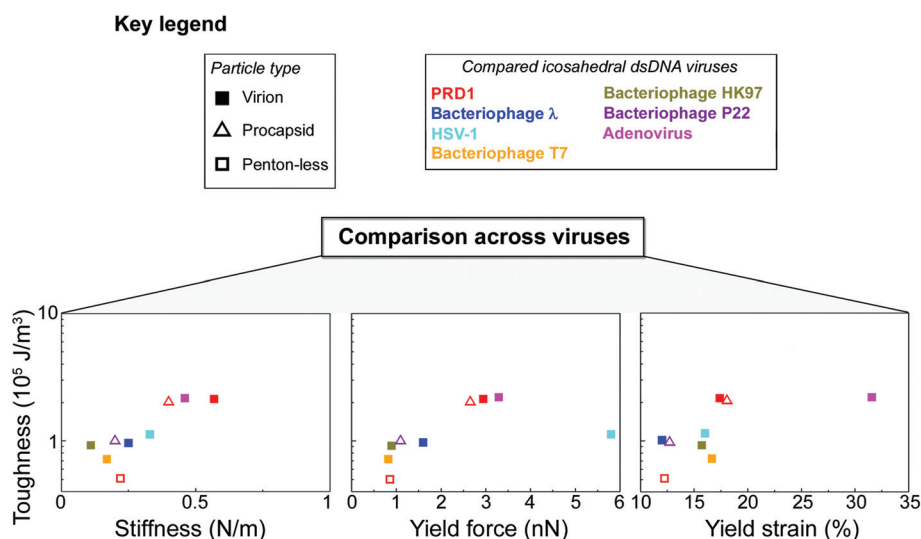 Key legend
Particle type
Virion
Procapsid
Penton-less
Compared icosahedral dsDNA viruses
PRD1
Bacteriophage λ
HSV-1
Bacteriophage T7
Bacteriophage HK97
Bacteriophage P22
Adenovirus
Comparison across viruses
Toughness (10⁵ J/m³)
10
1
0
0.5
1
Stiffness (N/m)
0
1
2
3
4
5
6
Yield force (nN)
10
15
20
25
30
35
Yield strain (%)